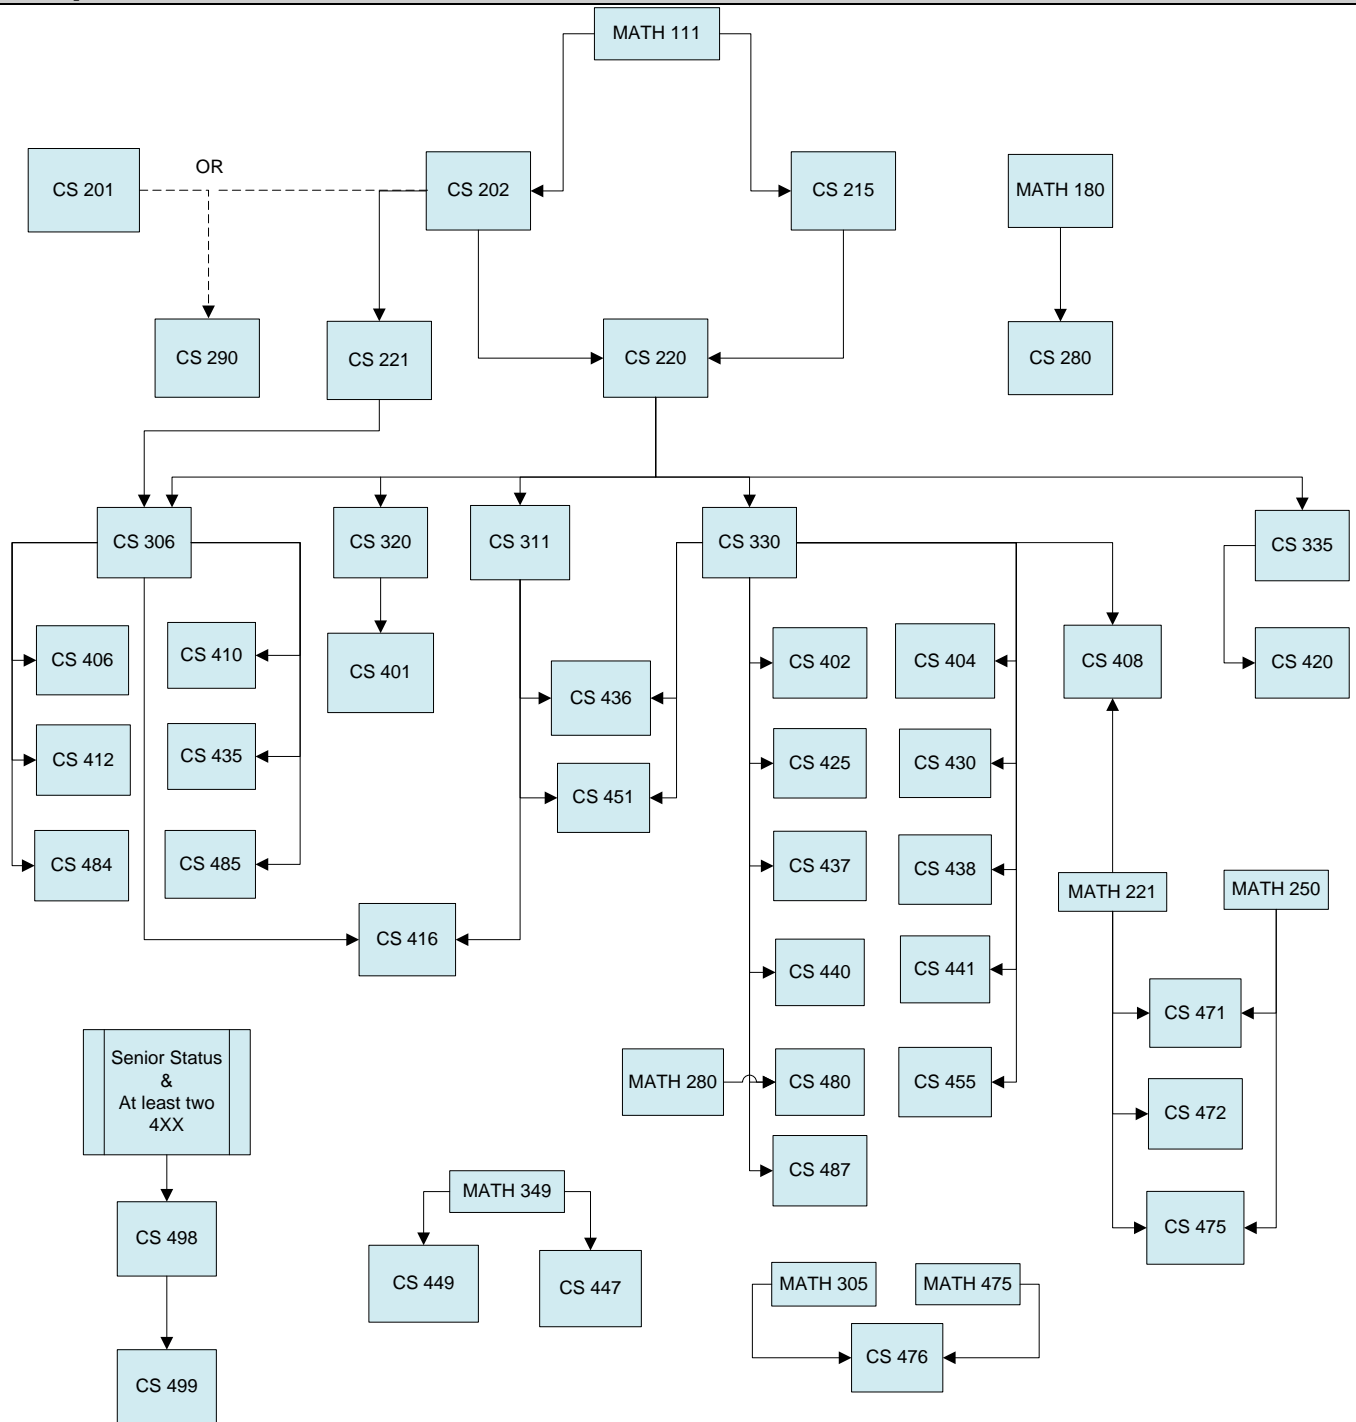 MATH 111
OR
CS 201
CS 202
CS 215
MATH 180
CS 290
CS 221
CS 220
CS 280
CS 306
CS 320
CS 311
CS 330
CS 335
CS 406
CS 410
CS 401
CS 436
CS 402
CS 404
CS 408
CS 420
CS 412
CS 435
CS 451
CS 425
CS 430
CS 484
CS 485
CS 437
CS 438
MATH 221
MATH 250
CS 416
CS 440
CS 441
CS 471
Senior Status
&
At least two
4XX
MATH 280
CS 480
CS 455
CS 472
CS 487
MATH 349
CS 498
CS 475
CS 449
CS 447
MATH 305
MATH 475
CS 476
CS 499